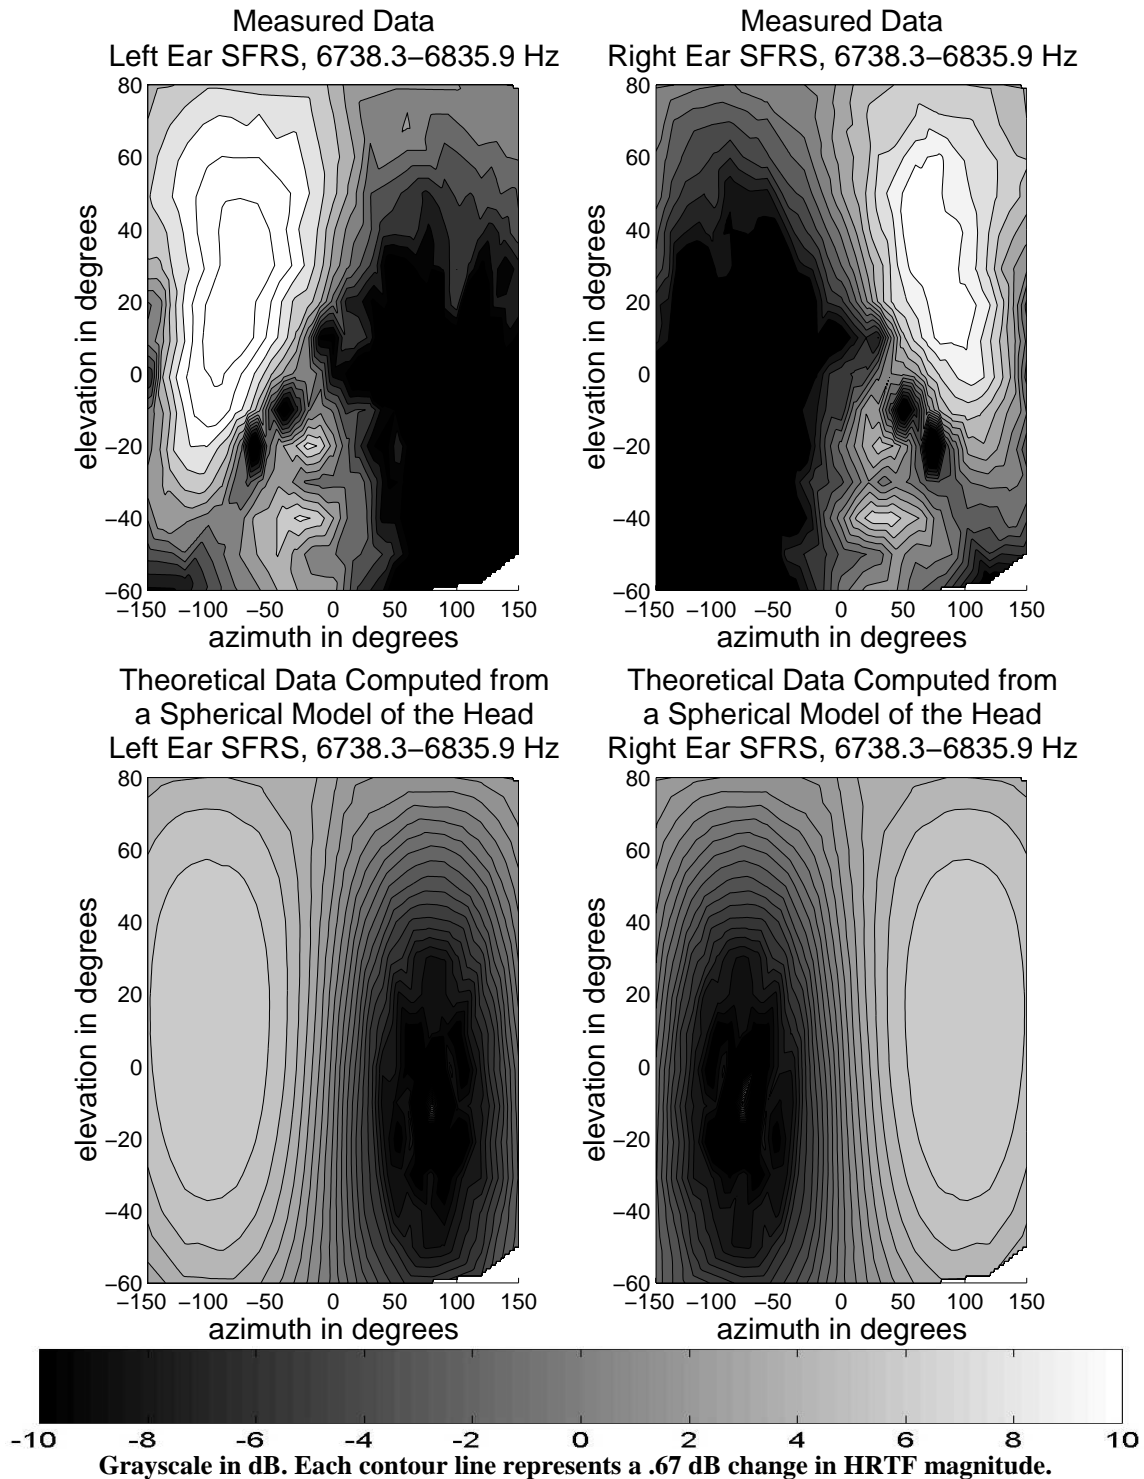 Measured Data
Left Ear SFRS, 6738.3–6835.9 Hz
80
60
40
20
0
−20
−40
−60
elevation in degrees
−150 −100 −50 0 50 100 150
azimuth in degrees
Measured Data
Right Ear SFRS, 6738.3–6835.9 Hz
80
60
40
20
0
−20
−40
−60
elevation in degrees
−150 −100 −50 0 50 100 150
azimuth in degrees
Theoretical Data Computed from
a Spherical Model of the Head
Left Ear SFRS, 6738.3–6835.9 Hz
80
60
40
20
0
−20
−40
−60
elevation in degrees
−150 −100 −50 0 50 100 150
azimuth in degrees
Theoretical Data Computed from
a Spherical Model of the Head
Right Ear SFRS, 6738.3–6835.9 Hz
80
60
40
20
0
−20
−40
−60
elevation in degrees
−150 −100 −50 0 50 100 150
azimuth in degrees
-10 -8 -6 -4 -2 0 2 4 6 8 10
Grayscale in dB. Each contour line represents a .67 dB change in HRTF magnitude.